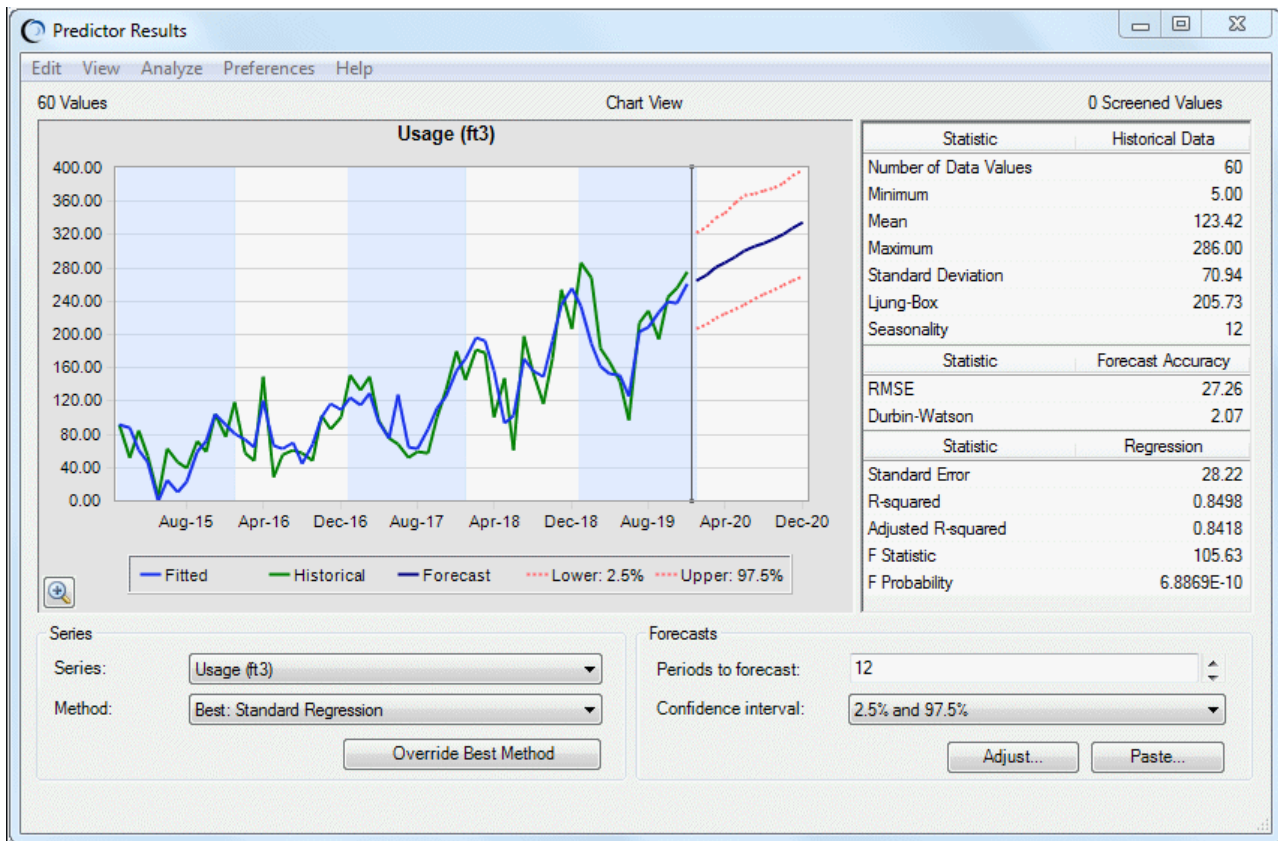 Predictor Results
Edit View Analyze Preferences Help
60 Values Chart View 0 Screened Values
Usage (ft3)
400.00
360.00
320.00
280.00
240.00
200.00
160.00
120.00
80.00
40.00
0.00
Aug-15 Apr-16 Dec-16 Aug-17 Apr-18 Dec-18 Aug-19 Apr-20 Dec-20
Fitted Historical Forecast Lower: 2.5% Upper: 97.5%
Statistic Historical Data
Number of Data Values 60
Minimum 5.00
Mean 123.42
Maximum 286.00
Standard Deviation 70.94
Ljung-Box 205.73
Seasonality 12
Statistic Forecast Accuracy
RMSE 27.26
Durbin-Watson 2.07
Statistic Regression
Standard Error 28.22
R-squared 0.8498
Adjusted R-squared 0.8418
F Statistic 105.63
F Probability 6.8869E-10
Series
Series: Usage (ft3)
Method: Best: Standard Regression
Override Best Method
Forecasts
Periods to forecast: 12
Confidence interval: 2.5% and 97.5%
Adjust... Paste...